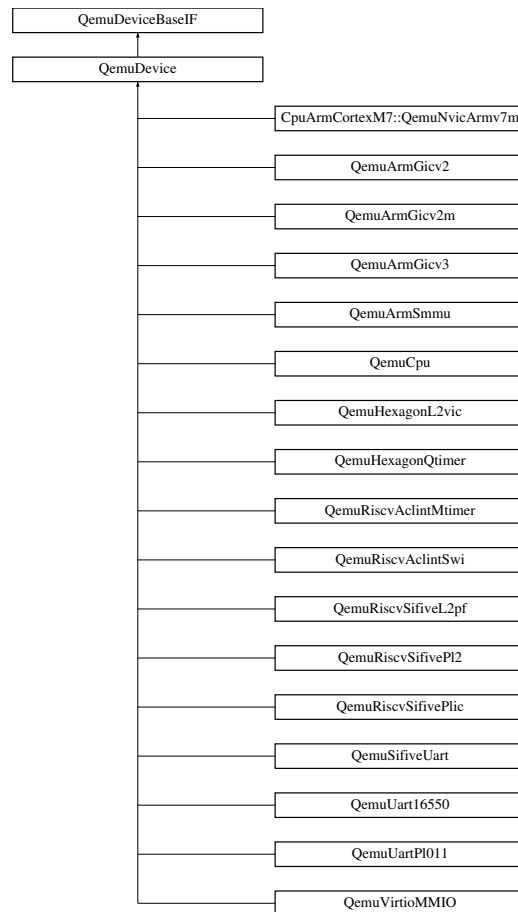 QemuDeviceBaseIF
QemuDevice
CpuArmCortexM7::QemuNvicArmv7m
QemuArmGicv2
QemuArmGicv2m
QemuArmGicv3
QemuArmSmmu
QemuCpu
QemuHexagonL2vic
QemuHexagonQtimer
QemuRiscvAclintMtimer
QemuRiscvAclintSwi
QemuRiscvSifiveL2pf
QemuRiscvSifivePl2
QemuRiscvSifivePlic
QemuSifiveUart
QemuUart16550
QemuUartPl011
QemuVirtioMMIO